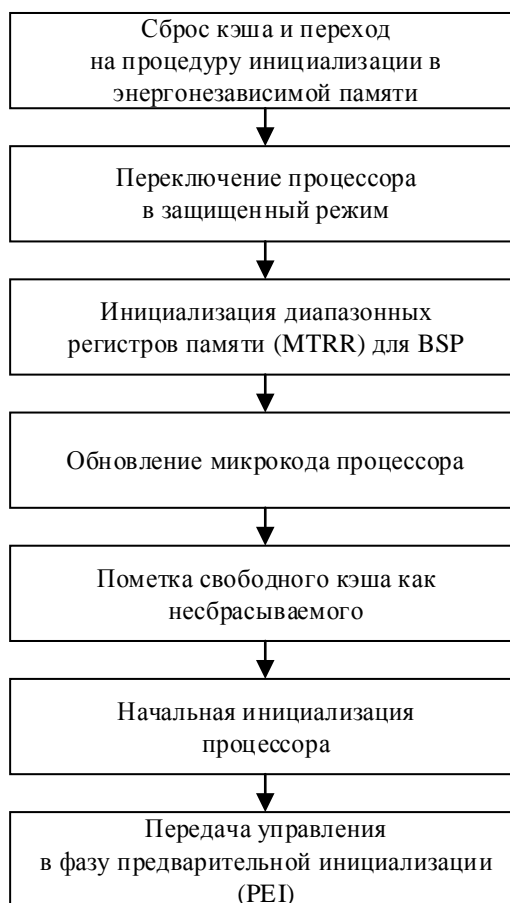 Сброс кэша и переход
на процедуру инициализации в
энергонезависимой памяти
Переключение процессора
в защищенный режим
Инициализация диапазонных
регистров памяти (MTRR) для BSP
Обновление микрокода процессора
Пометка свободного кэша как
несбрасываемого
Начальная инициализация
процессора
Передача управления
в фазу предварительной инициализации
(PEI)